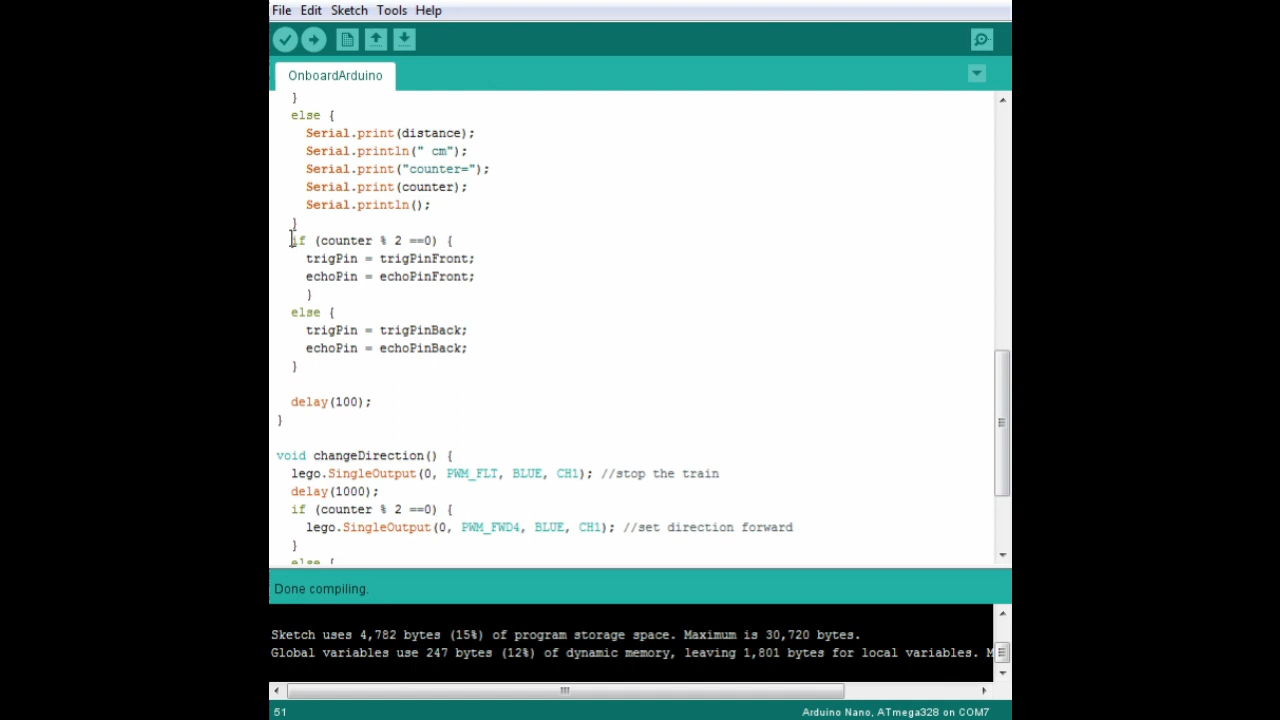 File Edit Sketch Tools Help
OnboardArduino
}
else {
Serial.print(distance);
Serial.println(" cm");
Serial.print("counter=");
Serial.print(counter);
Serial.println();
}
if (counter % 2 ==0) {
trigPin = trigPinFront;
echoPin = echoPinFront;
}
else {
trigPin = trigPinBack;
echoPin = echoPinBack;
}
delay(100);
}
void changeDirection() {
lego.SingleOutput(0, PWM_FLT, BLUE, CH1); //stop the train
delay(1000);
if (counter % 2 ==0) {
lego.SingleOutput(0, PWM_FWD4, BLUE, CH1); //set direction forward
}
else {
Done compiling.
Sketch uses 4,782 bytes (15%) of program storage space. Maximum is 30,720 bytes.
Global variables use 247 bytes (12%) of dynamic memory, leaving 1,801 bytes for local variables. M
51
Arduino Nano, ATmega328 on COM7